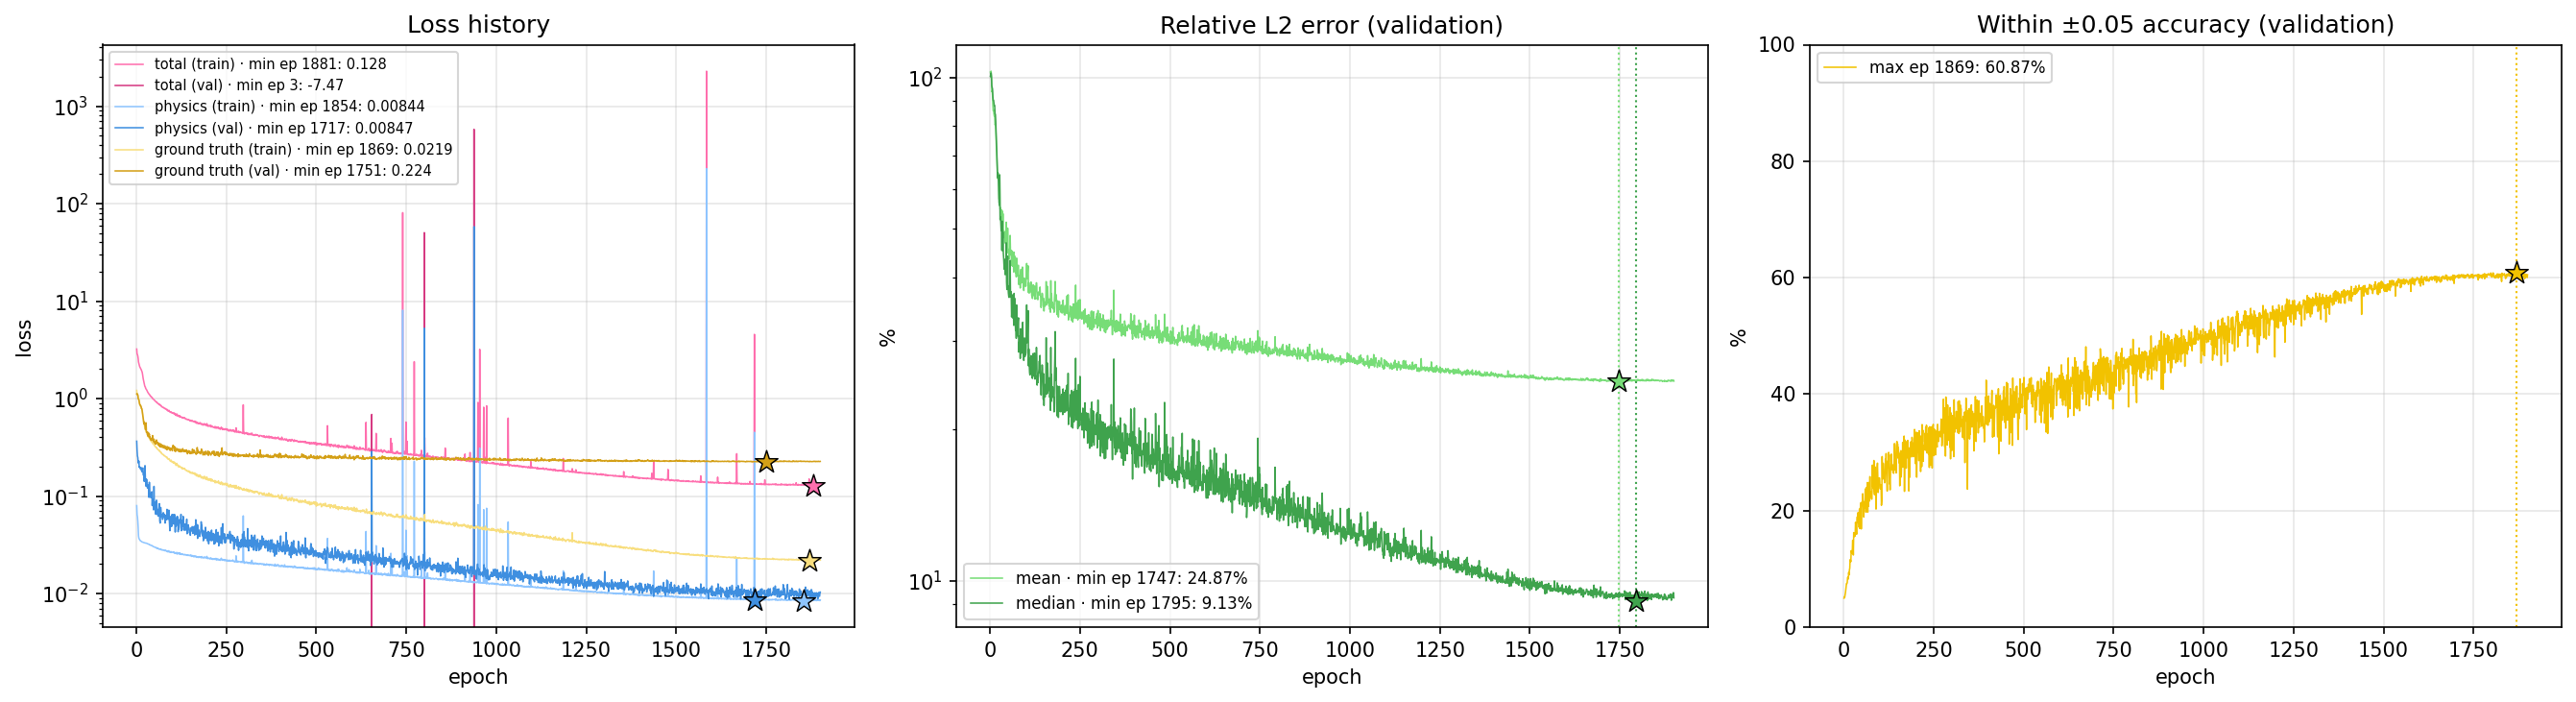 Loss history
total (train) · min ep 1881: 0.128
total (val) · min ep 3: -7.47
physics (train) · min ep 1854: 0.00844
physics (val) · min ep 1717: 0.00847
ground truth (train) · min ep 1869: 0.0219
ground truth (val) · min ep 1751: 0.224
loss
10³
10²
10¹
10⁰
10⁻¹
10⁻²
0 250 500 750 1000 1250 1500 1750
epoch
Relative L2 error (validation)
%
10²
10¹
mean · min ep 1747: 24.87%
median · min ep 1795: 9.13%
0 250 500 750 1000 1250 1500 1750
epoch
Within ±0.05 accuracy (validation)
max ep 1869: 60.87%
%
100
80
60
40
20
0
0 250 500 750 1000 1250 1500 1750
epoch